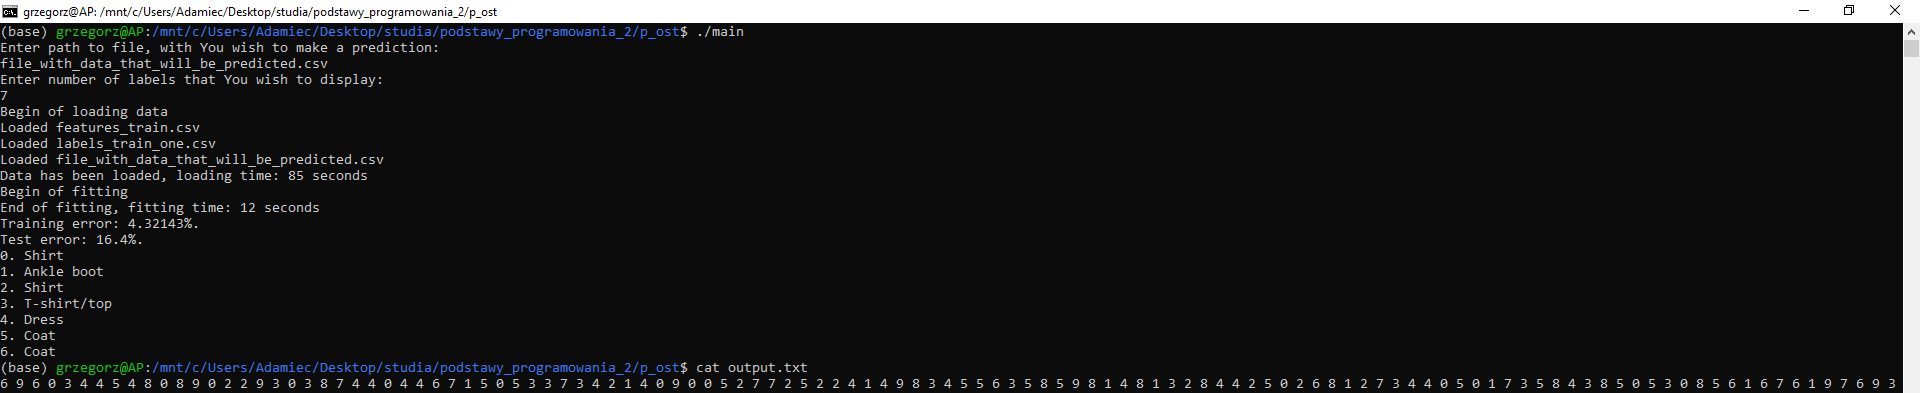 grzegorz@AP: /mnt/c/Users/Adamiec/Desktop/studia/podstawy_programowania_2/p_ost
(base) grzegorz@AP:/mnt/c/Users/Adamiec/Desktop/studia/podstawy_programowania_2/p_ost$ ./main
Enter path to file, with You wish to make a prediction:
file_with_data_that_will_be_predicted.csv
Enter number of labels that You wish to display:
7
Begin of loading data
Loaded features_train.csv
Loaded labels_train_one.csv
Loaded file_with_data_that_will_be_predicted.csv
Data has been loaded, loading time: 85 seconds
Begin of fitting
End of fitting, fitting time: 12 seconds
Training error: 4.32143%.
Test error: 16.4%.
0. Shirt
1. Ankle boot
2. Shirt
3. T-shirt/top
4. Dress
5. Coat
6. Coat
(base) grzegorz@AP:/mnt/c/Users/Adamiec/Desktop/studia/podstawy_programowania_2/p_ost$ cat output.txt
6 9 6 0 3 4 4 5 4 8 0 8 9 0 2 2 9 3 0 3 8 7 4 4 0 4 4 6 7 1 5 0 5 3 3 7 3 4 2 1 4 0 9 0 0 5 2 7 7 2 5 2 2 4 1 4 9 8 3 4 5 5 6 3 5 8 5 9 8 1 4 8 1 3 2 8 4 4 2 5 0 2 6 8 1 2 7 3 4 4 0 5 0 1 7 3 5 8 4 3 8 5 0 5 3 0 8 5 6 1 6 7 6 1 9 7 6 9 3